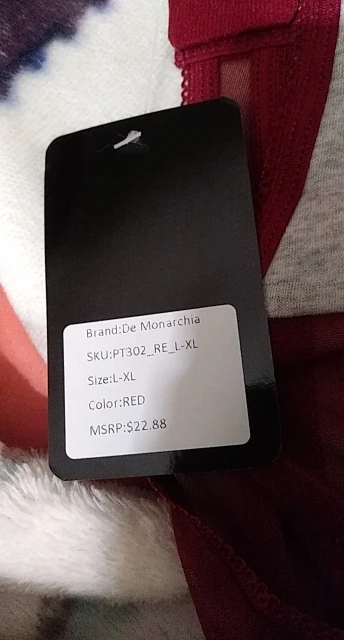 Brand:De Monarchia
SKU:PT302_RE_L-XL
Size:L-XL
Color:RED
MSRP:$22.88